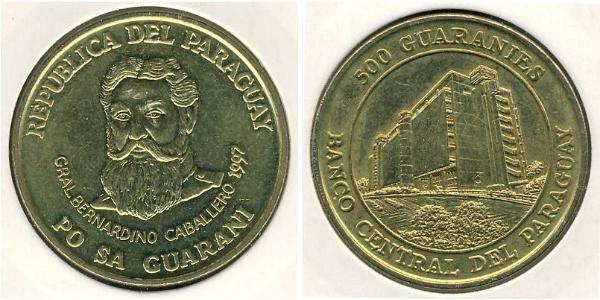 REPUBLICA DEL PARAGUAY
GRAL. BERNARDINO CABALLERO 1997
PO SA GUARANI
500 GUARANIES
BANCO CENTRAL DEL PARAGUAY